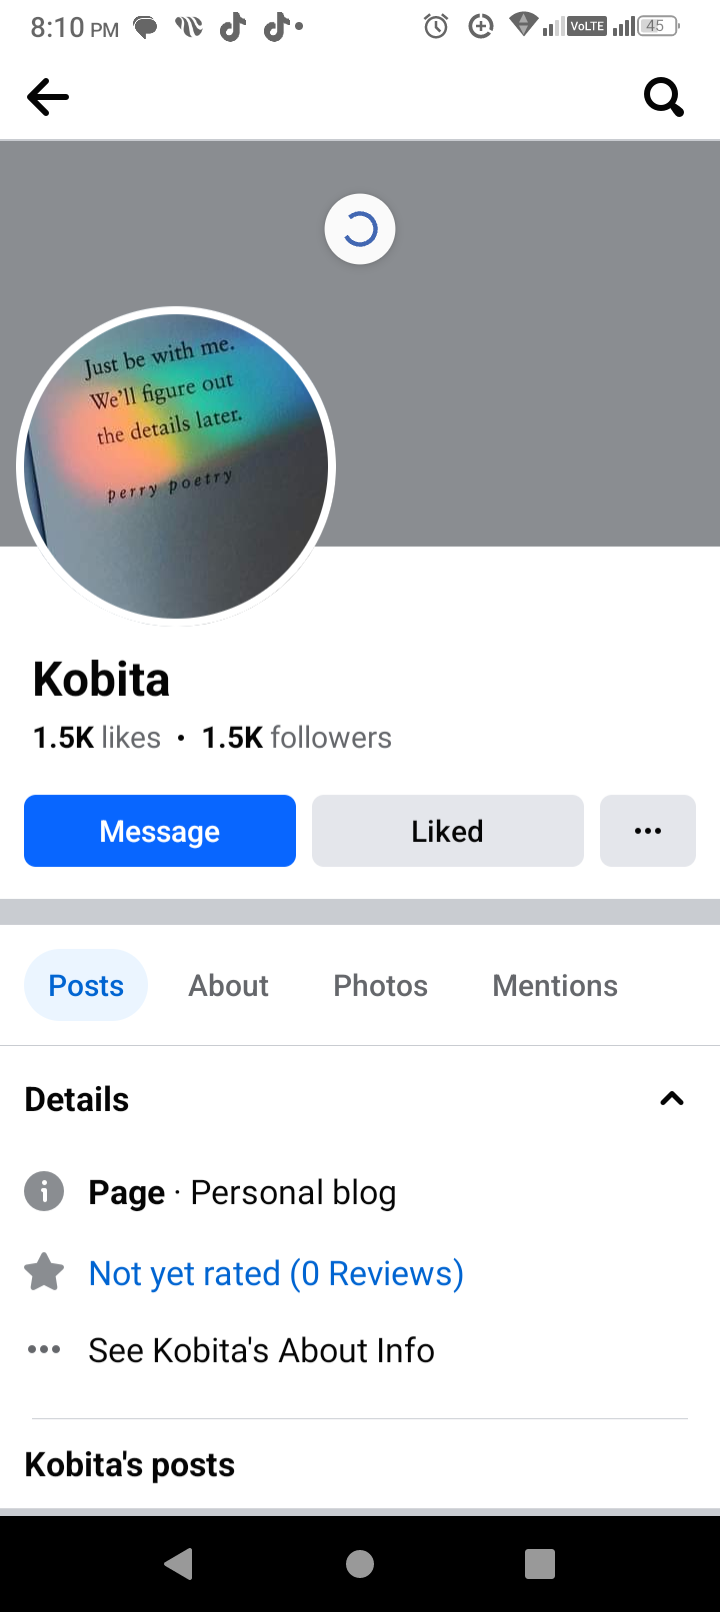 8:10 PM
VoLTE 45
Just be with me.
We'll figure out
the details later.
perry poetry
Kobita
1.5K likes • 1.5K followers
Message Liked
Posts About Photos Mentions
Details
Page · Personal blog
Not yet rated (0 Reviews)
See Kobita's About Info
Kobita's posts